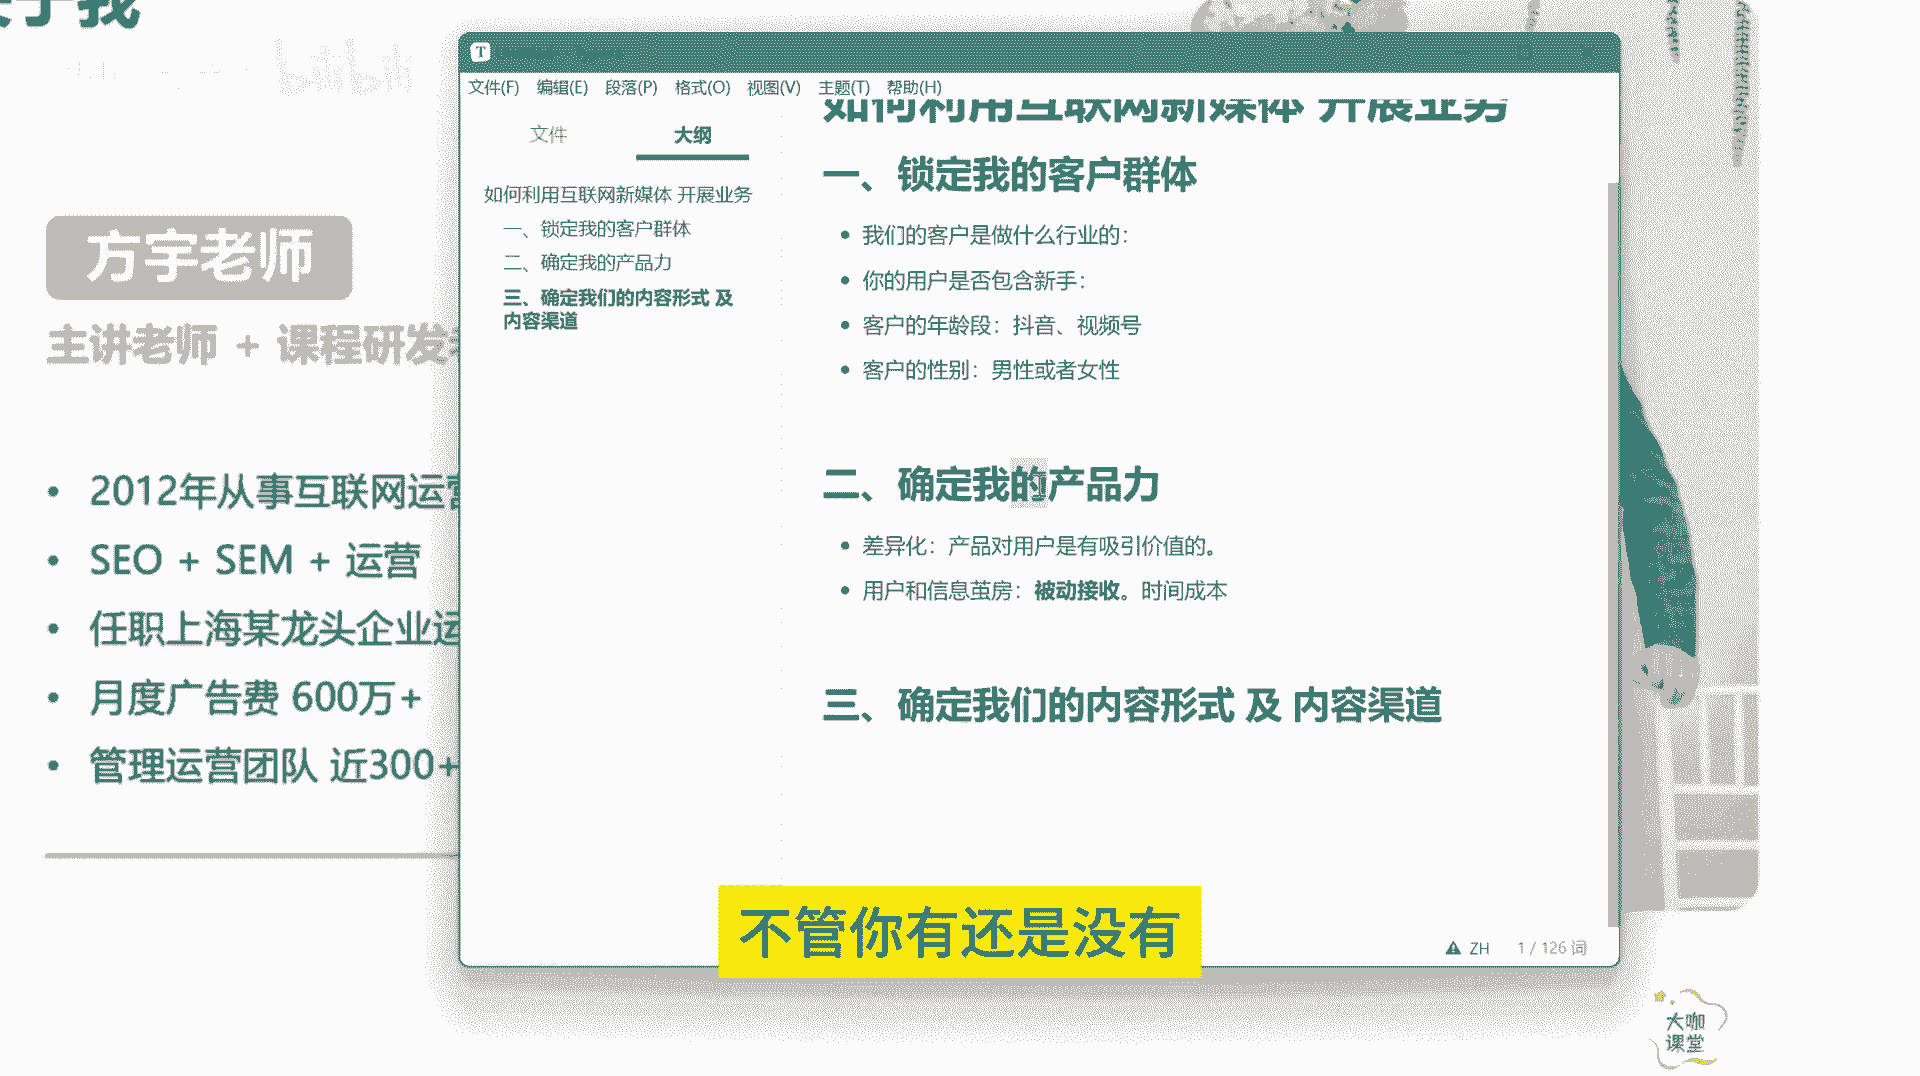 于我
bilibili
方宇老师
主讲老师 + 课程研发
2012年从事互联网运营
SEO + SEM + 运营
任职上海某龙头企业运
月度广告费 600万+
管理运营团队 近300+
T
文件(F) 编辑(E) 段落(P) 格式(O) 视图(V) 主题(T) 帮助(H)
文件 大纲
如何利用互联网新媒体 开展业务
一、锁定我的客户群体
二、确定我的产品力
三、确定我们的内容形式 及
内容渠道
如何利用互联网新媒体 开展业务
一、锁定我的客户群体
我们的客户是做什么行业的：
你的用户是否包含新手：
客户的年龄段：抖音、视频号
客户的性别：男性或者女性
二、确定我的产品力
差异化：产品对用户是有吸引价值的。
用户和信息茧房：被动接收。时间成本
三、确定我们的内容形式 及 内容渠道
ZH 1 / 126 词
不管你有还是没有
大咖
课堂